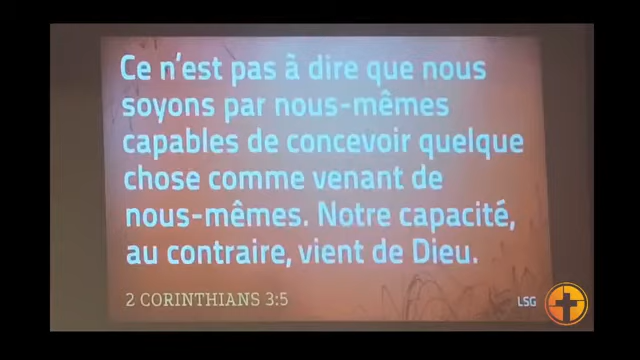 Ce n'est pas à dire que nous
soyons par nous-mêmes
capables de concevoir quelque
chose comme venant de
nous-mêmes. Notre capacité,
au contraire, vient de Dieu.
2 CORINTHIANS 3:5
LSG